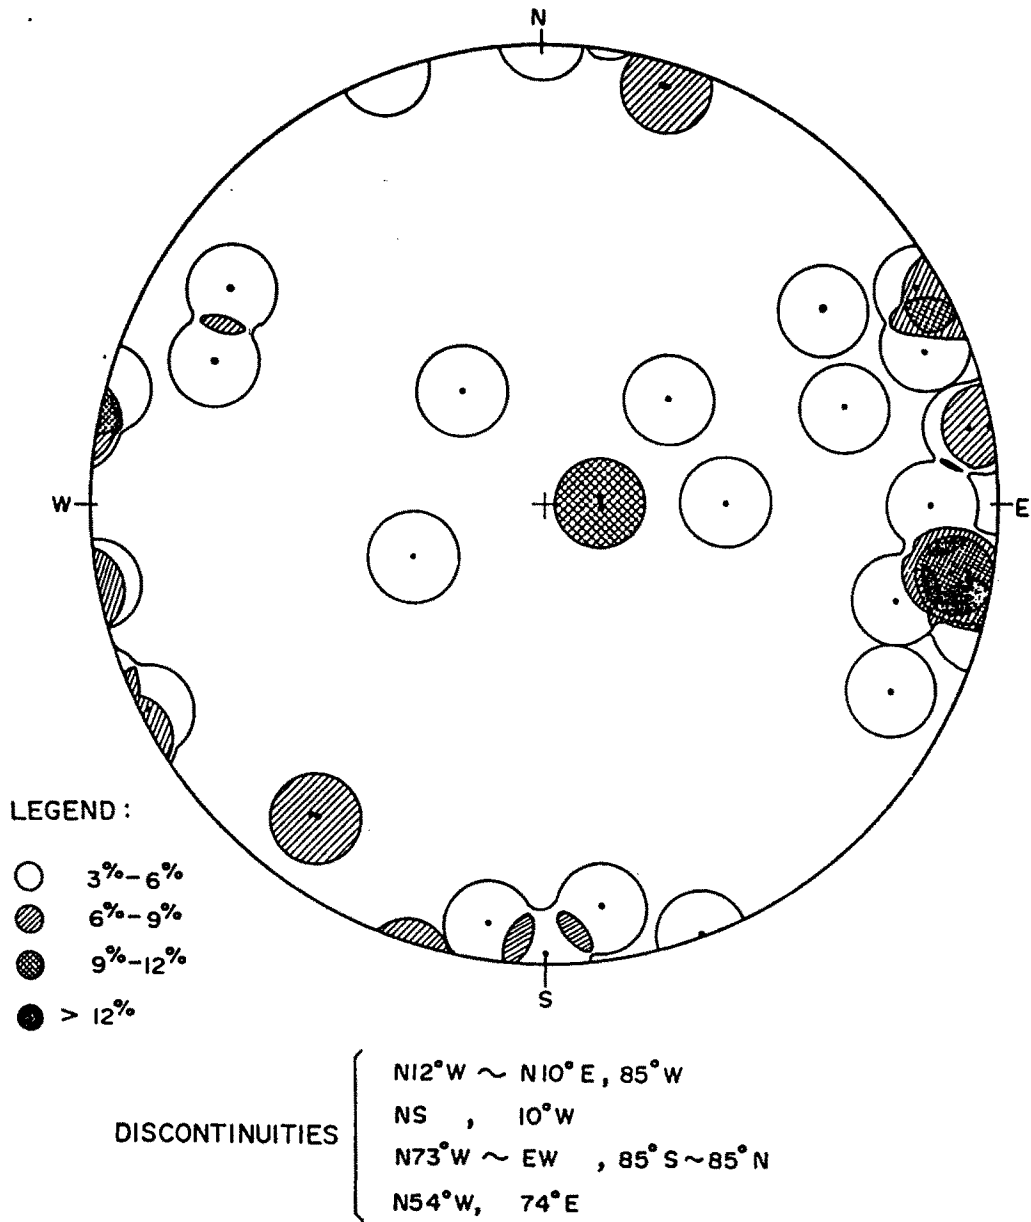 N
W
E
S
LEGEND :
3%-6%
6%-9%
9%-12%
> 12%
DISCONTINUITIES
N12°W ~ N10°E, 85°W
NS , 10°W
N73°W ~ EW , 85°S~85°N
N54°W, 74°E